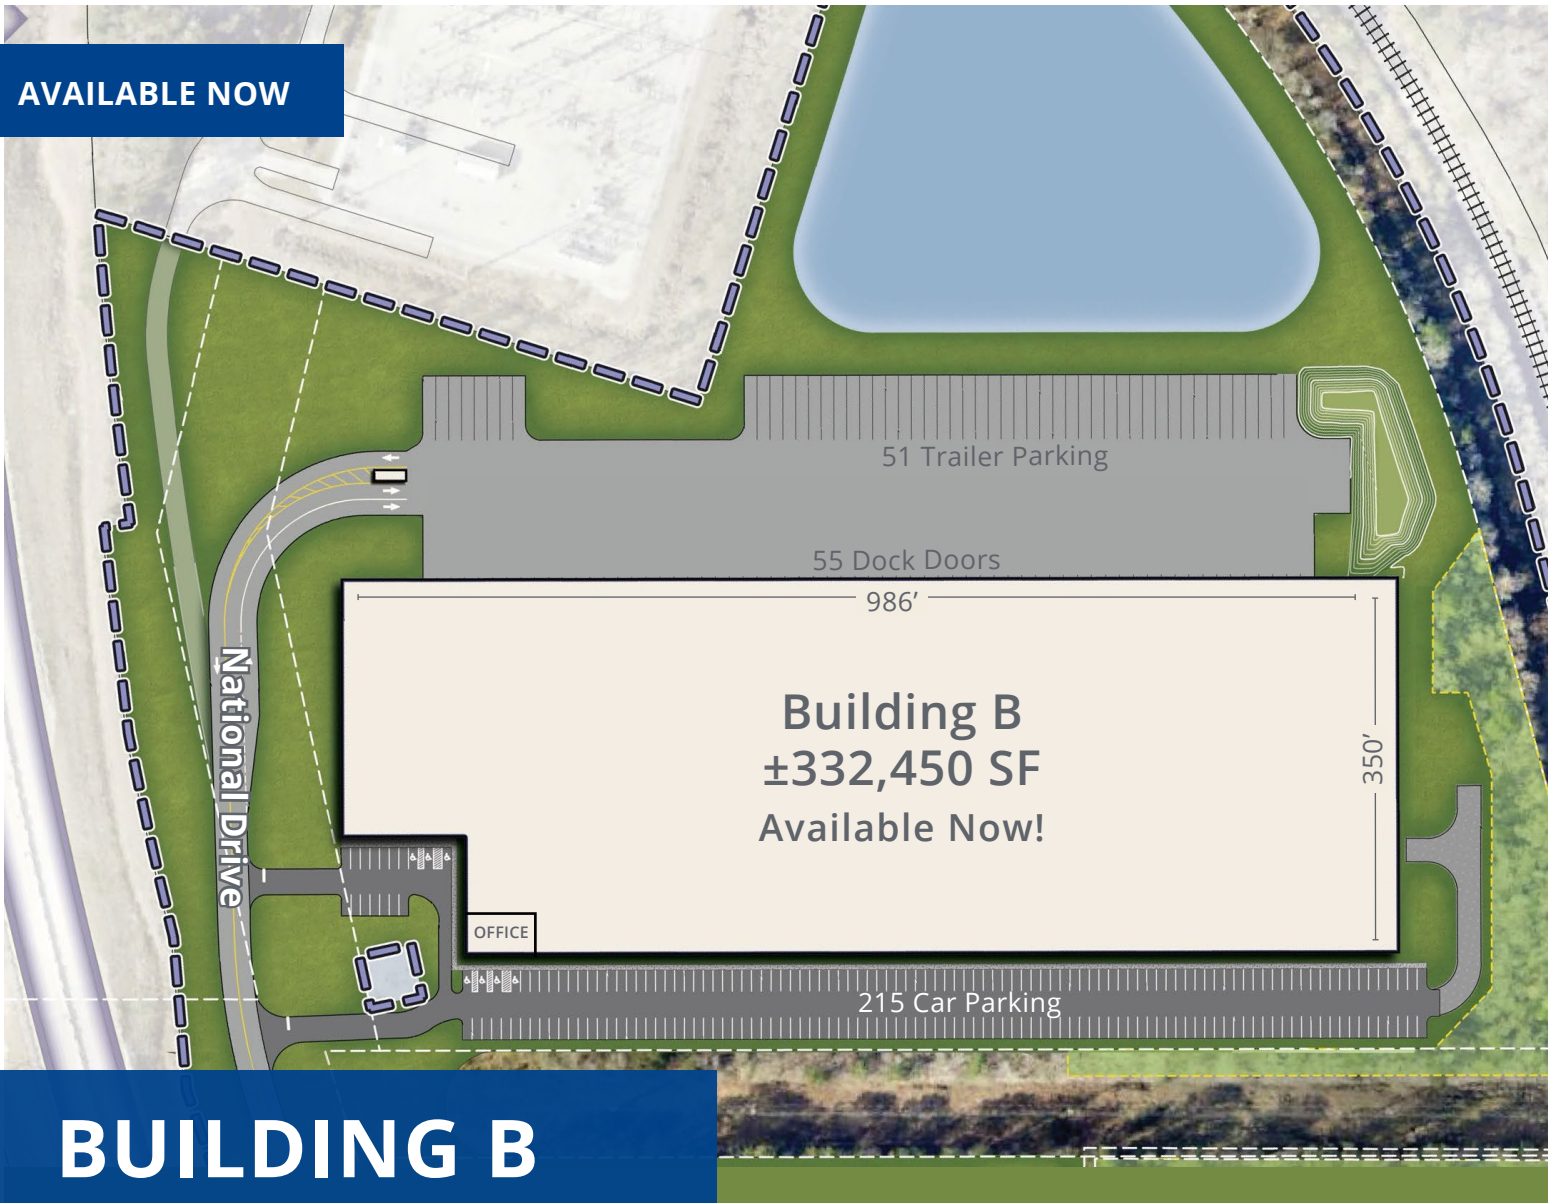 AVAILABLE NOW
51 Trailer Parking
55 Dock Doors
986’
National Drive
Building B
±332,450 SF
Available Now!
350’
OFFICE
215 Car Parking
BUILDING B